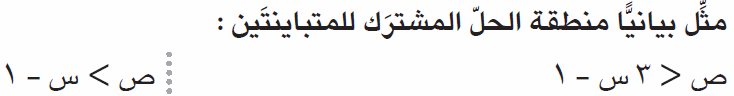 مثِّل بيانيًّا منطقة الحلّ المشترَك للمتباينتَين :
ص < ٣ س – ١ ص > س – ١